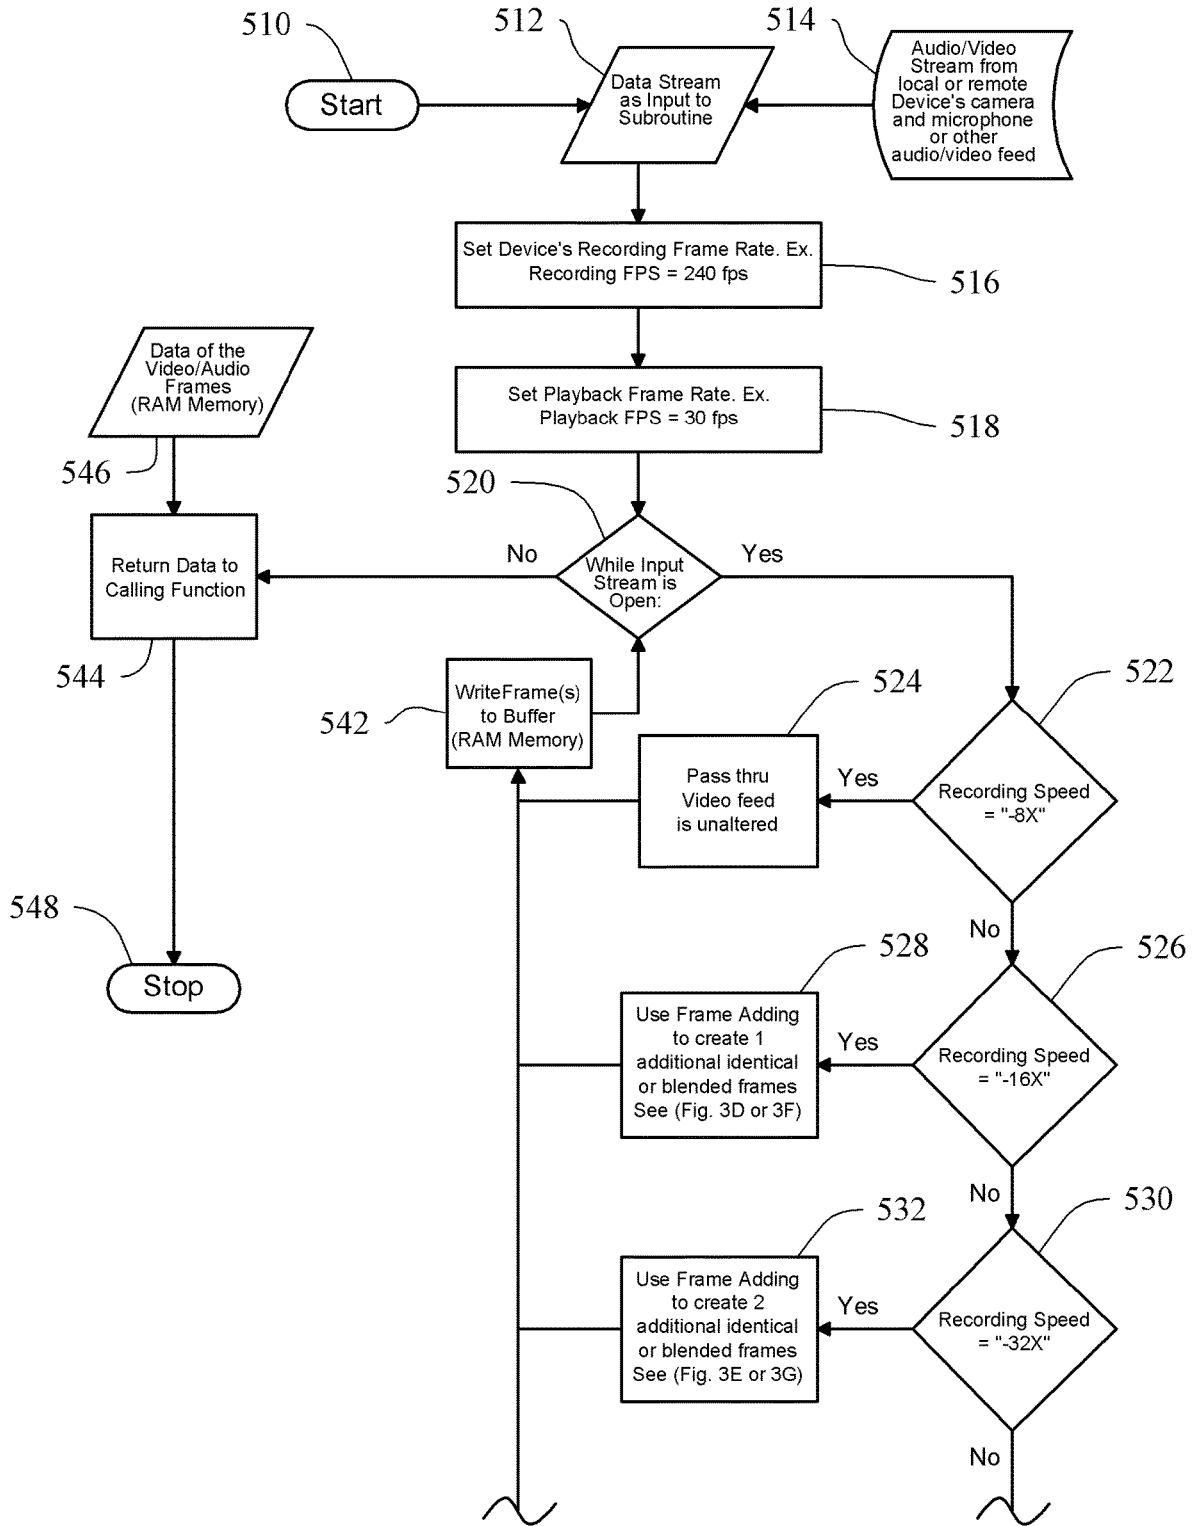 510
512
514
Start
Data Stream
as Input to
Subroutine
Audio/Video
Stream from
local or remote
Device's camera
and microphone
or other
audio/video feed
Set Device's Recording Frame Rate. Ex.
Recording FPS = 240 fps
516
Data of the
Video/Audio
Frames
(RAM Memory)
546
Set Playback Frame Rate. Ex.
Playback FPS = 30 fps
518
520
No
Yes
While Input
Stream is
Open:
Return Data to
Calling Function
544
522
524
542
WriteFrame(s)
to Buffer
(RAM Memory)
Pass thru
Video feed
is unaltered
Yes
Recording Speed
= "-8X"
No
548
Stop
528
526
Use Frame Adding
to create 1
additional identical
or blended frames
See (Fig. 3D or 3F)
Yes
Recording Speed
= "-16X"
No
532
530
Use Frame Adding
to create 2
additional identical
or blended frames
See (Fig. 3E or 3G)
Yes
Recording Speed
= "-32X"
No